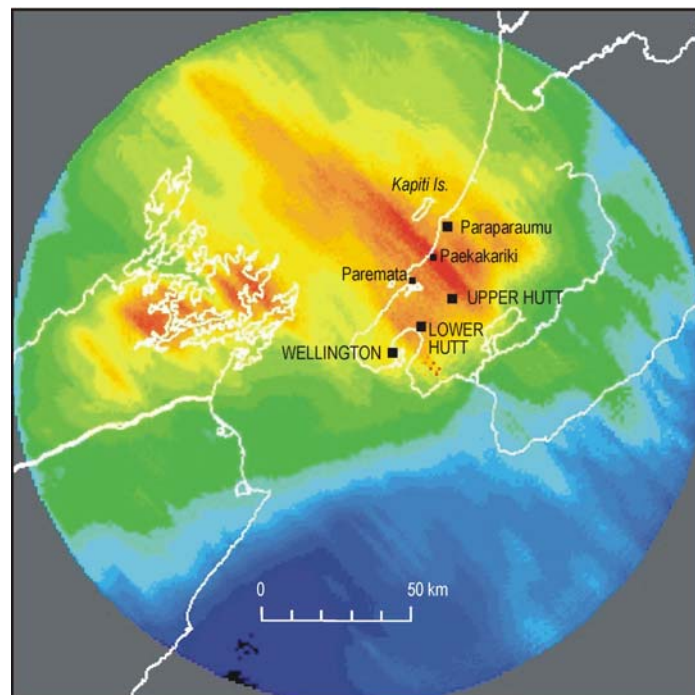 Kapiti Is.
Paraparaumu
Paekakariki
Paremata
UPPER HUTT
LOWER
HUTT
WELLINGTON
0 50 km